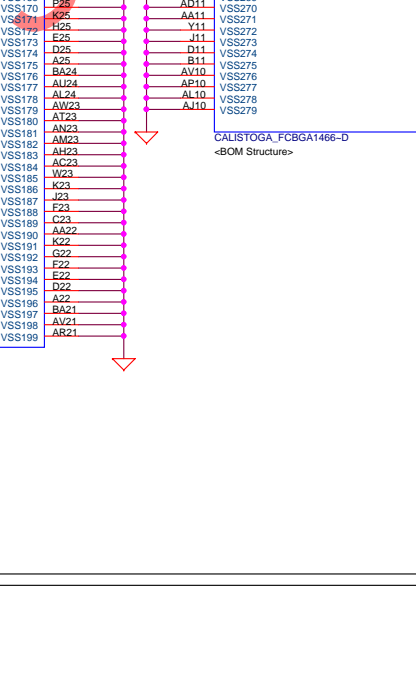 VSS170 P25 AD11 VSS270
VSS171 K25 AA11 VSS271
VSS172 H25 Y11 VSS272
VSS173 E25 J11 VSS273
VSS174 D25 D11 VSS274
VSS175 A25 B11 VSS275
VSS176 BA24 AV10 VSS276
VSS177 AU24 AP10 VSS277
VSS178 AL24 AL10 VSS278
VSS179 AW23 AJ10 VSS279
VSS180 AT23
VSS181 AN23
VSS182 AM23
VSS183 AH23
VSS184 AC23
VSS185 W23
VSS186 K23
VSS187 J23
VSS188 F23
VSS189 C23
VSS190 AA22
VSS191 K22
VSS192 G22
VSS193 F22
VSS194 E22
VSS195 D22
VSS196 A22
VSS197 BA21
VSS198 AV21
VSS199 AR21
CALISTOGA_FCBGA1466~D
<BOM Structure>